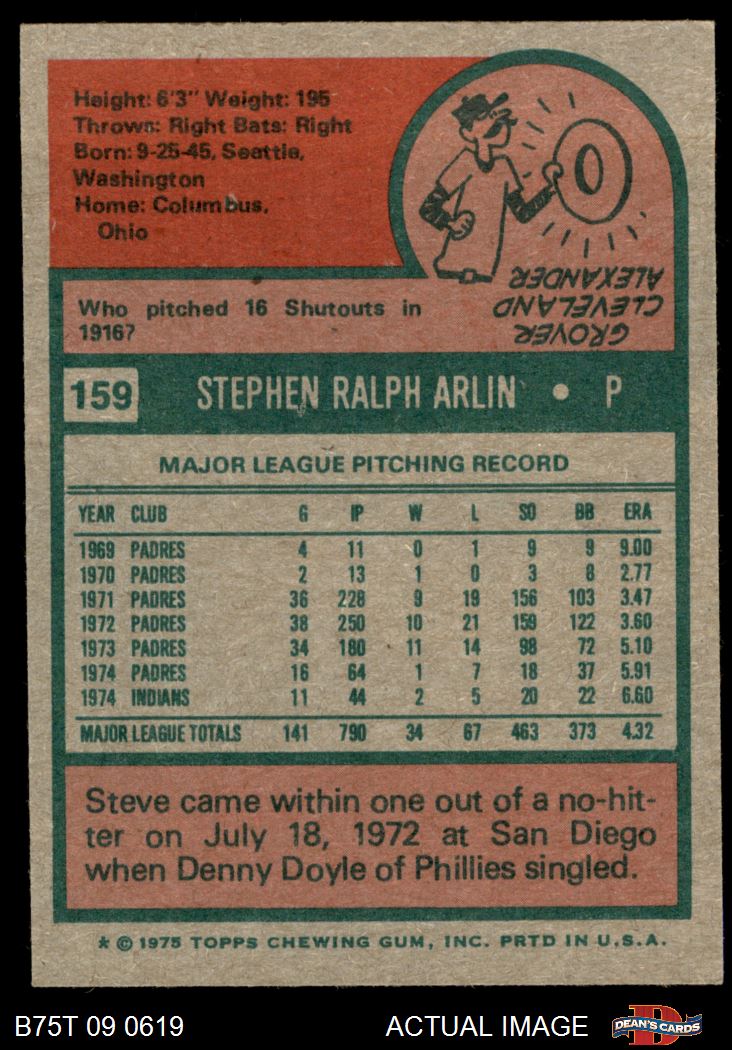 Height: 6'3" Weight: 195
Throws: Right Bats: Right
Born: 9-25-45, Seattle,
Washington
Home: Columbus,
Ohio
Who pitched 16 Shutouts in
1916?
0
GROVER
CLEVELAND
ALEXANDER
159 STEPHEN RALPH ARLIN • P
MAJOR LEAGUE PITCHING RECORD
YEAR CLUB G IP W L SO BB ERA
1969 PADRES 4 11 0 1 9 9 9.00
1970 PADRES 2 13 1 0 3 8 2.77
1971 PADRES 36 228 9 19 156 103 3.47
1972 PADRES 38 250 10 21 159 122 3.60
1973 PADRES 34 180 11 14 98 72 5.10
1974 PADRES 16 64 1 7 18 37 5.91
1974 INDIANS 11 44 2 5 20 22 6.60
MAJOR LEAGUE TOTALS 141 790 34 67 463 373 4.32
Steve came within one out of a no-hit-
ter on July 18, 1972 at San Diego
when Denny Doyle of Phillies singled.
* © 1975 TOPPS CHEWING GUM, INC. PRTD IN U.S.A.
B75T 09 0619 ACTUAL IMAGE D DEAN'S CARDS